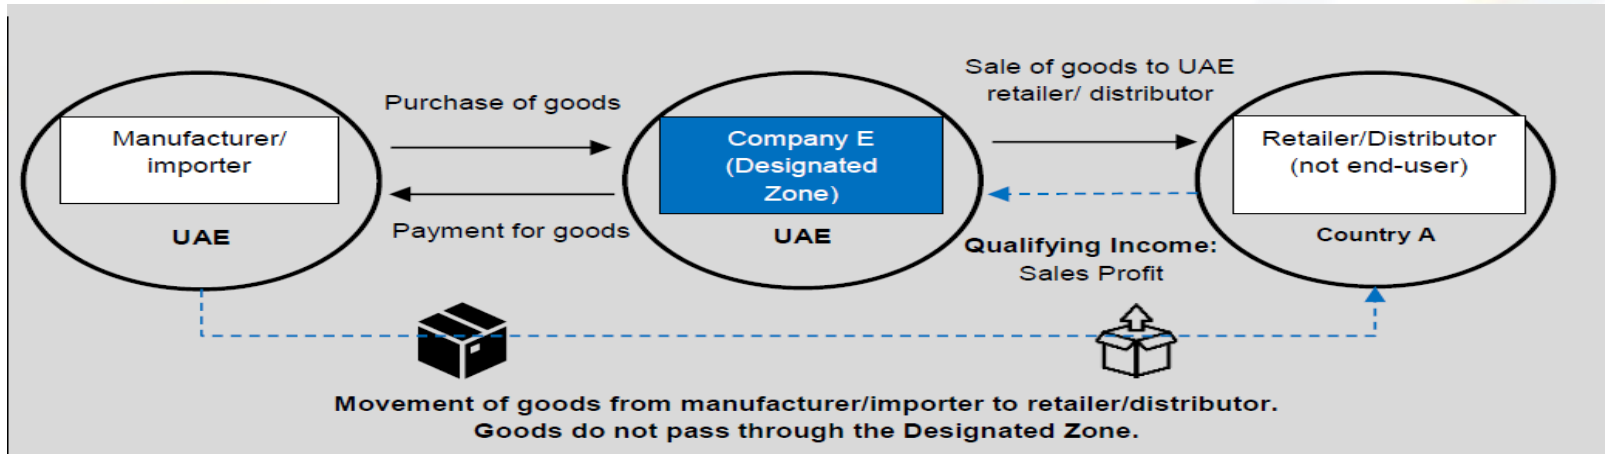 Manufacturer/
importer
UAE
Purchase of goods
Payment for goods
Company E
(Designated
Zone)
UAE
Sale of goods to UAE
retailer/ distributor
Qualifying Income:
Sales Profit
Retailer/Distributor
(not end-user)
Country A
Movement of goods from manufacturer/importer to retailer/distributor.
Goods do not pass through the Designated Zone.